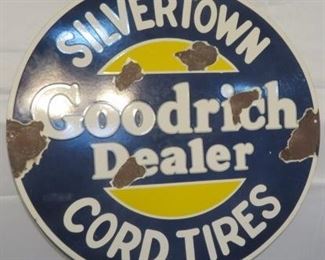 SILVERTOWN
Goodrich
Dealer
CORD TIRES